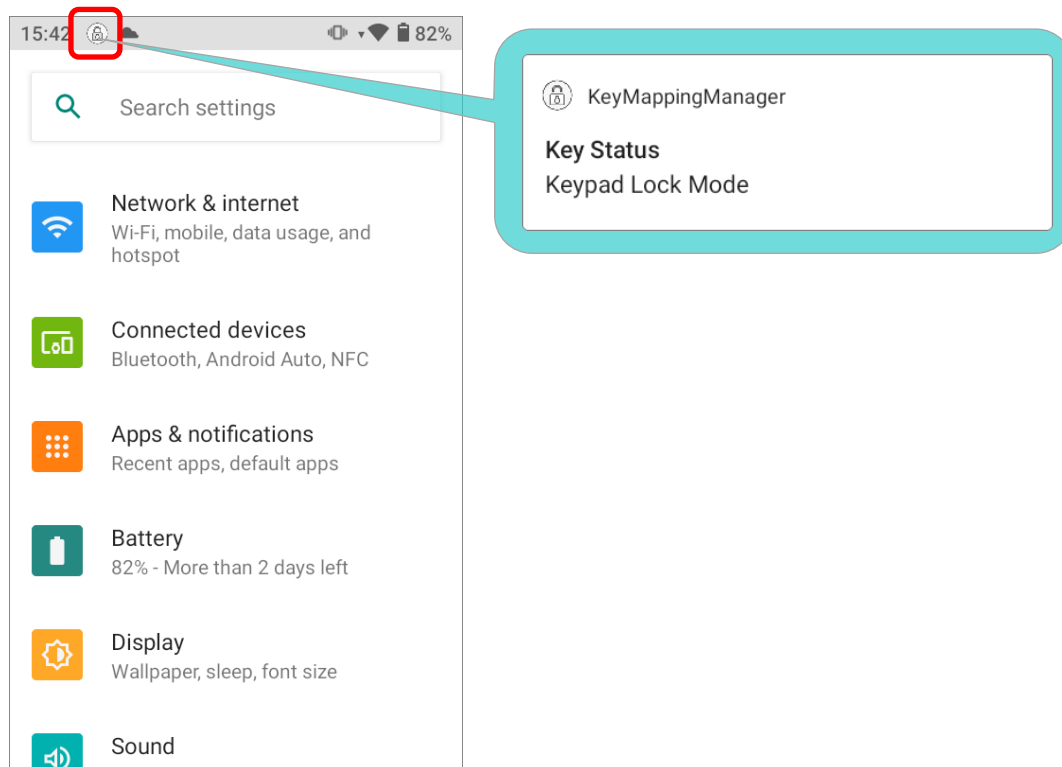 15:42
82%
Search settings
Network & internet
Wi-Fi, mobile, data usage, and
hotspot
Connected devices
Bluetooth, Android Auto, NFC
Apps & notifications
Recent apps, default apps
Battery
82% - More than 2 days left
Display
Wallpaper, sleep, font size
Sound
KeyMappingManager
Key Status
Keypad Lock Mode